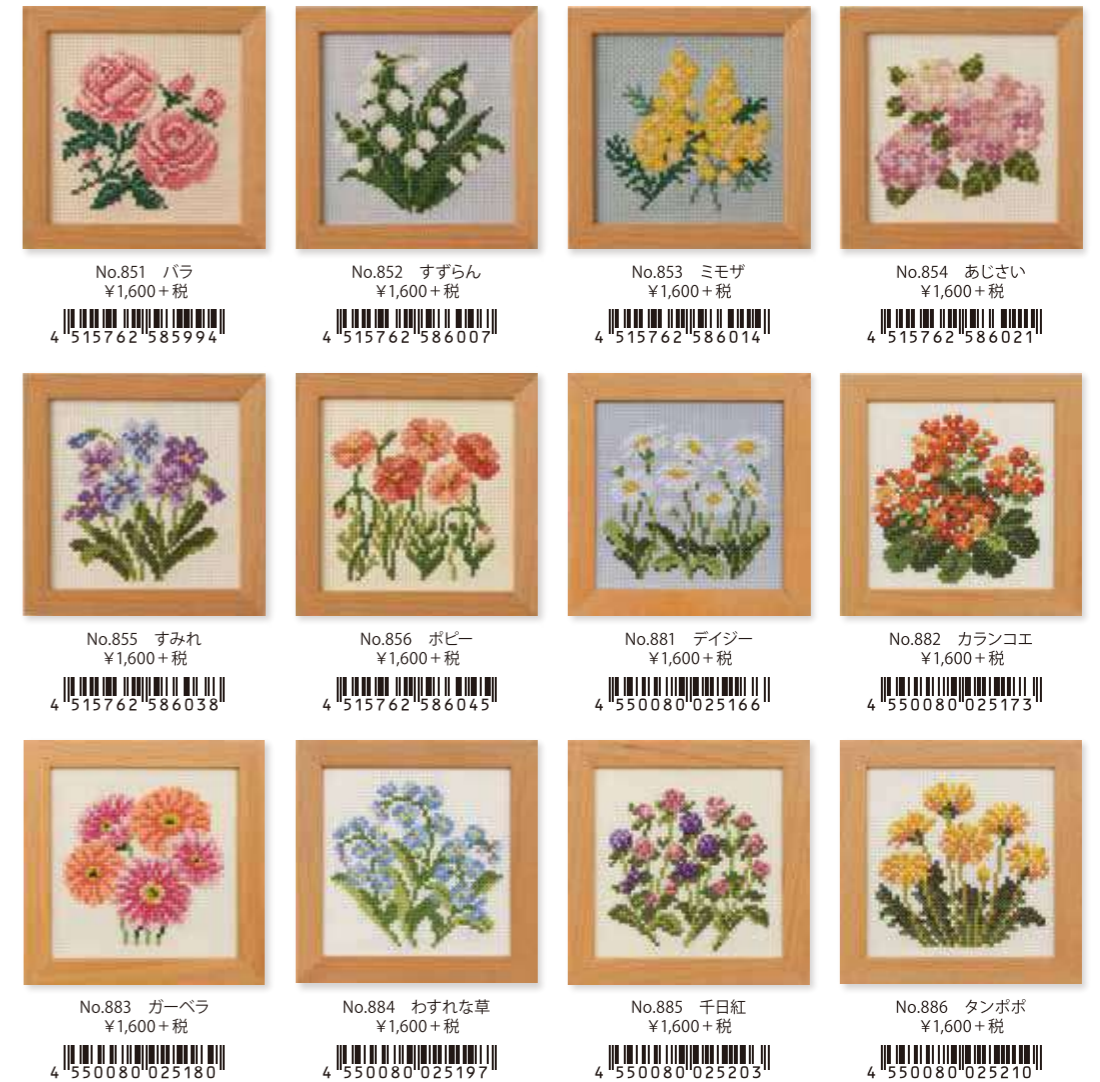 No.851　バラ
￥1,600＋税
4 515762 585994
No.852　すずらん
￥1,600＋税
4 515762 586007
No.853　ミモザ
￥1,600＋税
4 515762 586014
No.854　あじさい
￥1,600＋税
4 515762 586021
No.855　すみれ
￥1,600＋税
4 515762 586038
No.856　ポピー
￥1,600＋税
4 515762 586045
No.881　デイジー
￥1,600＋税
4 550080 025166
No.882　カランコエ
￥1,600＋税
4 550080 025173
No.883　ガーベラ
￥1,600＋税
4 550080 025180
No.884　わすれな草
￥1,600＋税
4 550080 025197
No.885　千日紅
￥1,600＋税
4 550080 025203
No.886　タンポポ
￥1,600＋税
4 550080 025210